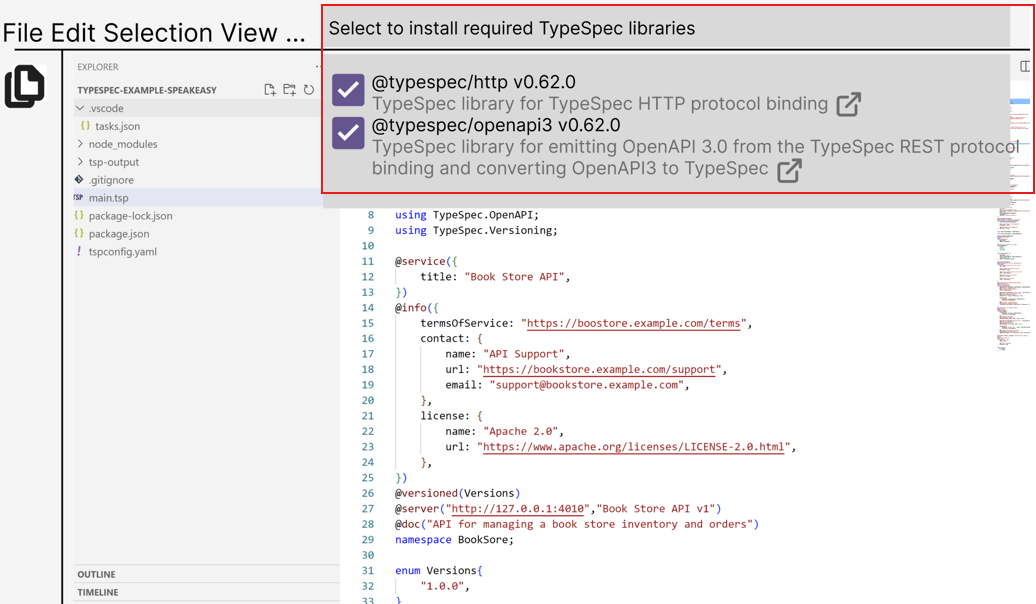 File Edit Selection View ...
Select to install required TypeSpec libraries
@typespec/http v0.62.0
TypeSpec library for TypeSpec HTTP protocol binding
@typespec/openapi3 v0.62.0
TypeSpec library for emitting OpenAPI 3.0 from the TypeSpec REST protocol
binding and converting OpenAPI3 to TypeSpec
EXPLORER
TYPESPEC-EXAMPLE-SPEAKEASY
.vscode
{} tasks.json
node_modules
tsp-output
.gitignore
TSP main.tsp
{} package-lock.json
{} package.json
! tspconfig.yaml
OUTLINE
TIMELINE
8 using TypeSpec.OpenAPI;
9 using TypeSpec.Versioning;
10
11 @service({
12 title: "Book Store API",
13 })
14 @info({
15 termsOfService: "https://boostore.example.com/terms",
16 contact: {
17 name: "API Support",
18 url: "https://bookstore.example.com/support",
19 email: "support@bookstore.example.com",
20 },
21 license: {
22 name: "Apache 2.0",
23 url: "https://www.apache.org/licenses/LICENSE-2.0.html",
24 },
25 })
26 @versioned(Versions)
27 @server("http://127.0.0.1:4010","Book Store API v1")
28 @doc("API for managing a book store inventory and orders")
29 namespace BookSore;
30
31 enum Versions{
32 "1.0.0",
33 }